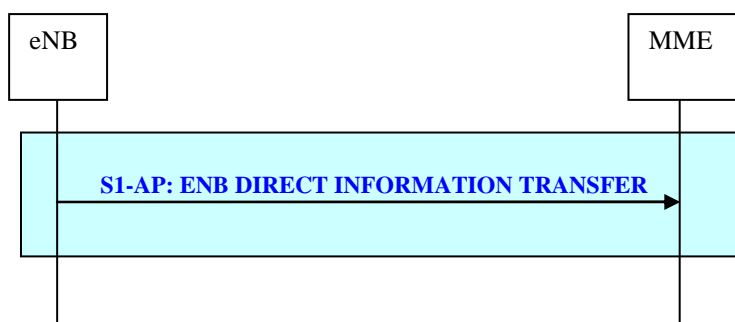 eNB
MME
S1-AP: ENB DIRECT INFORMATION TRANSFER